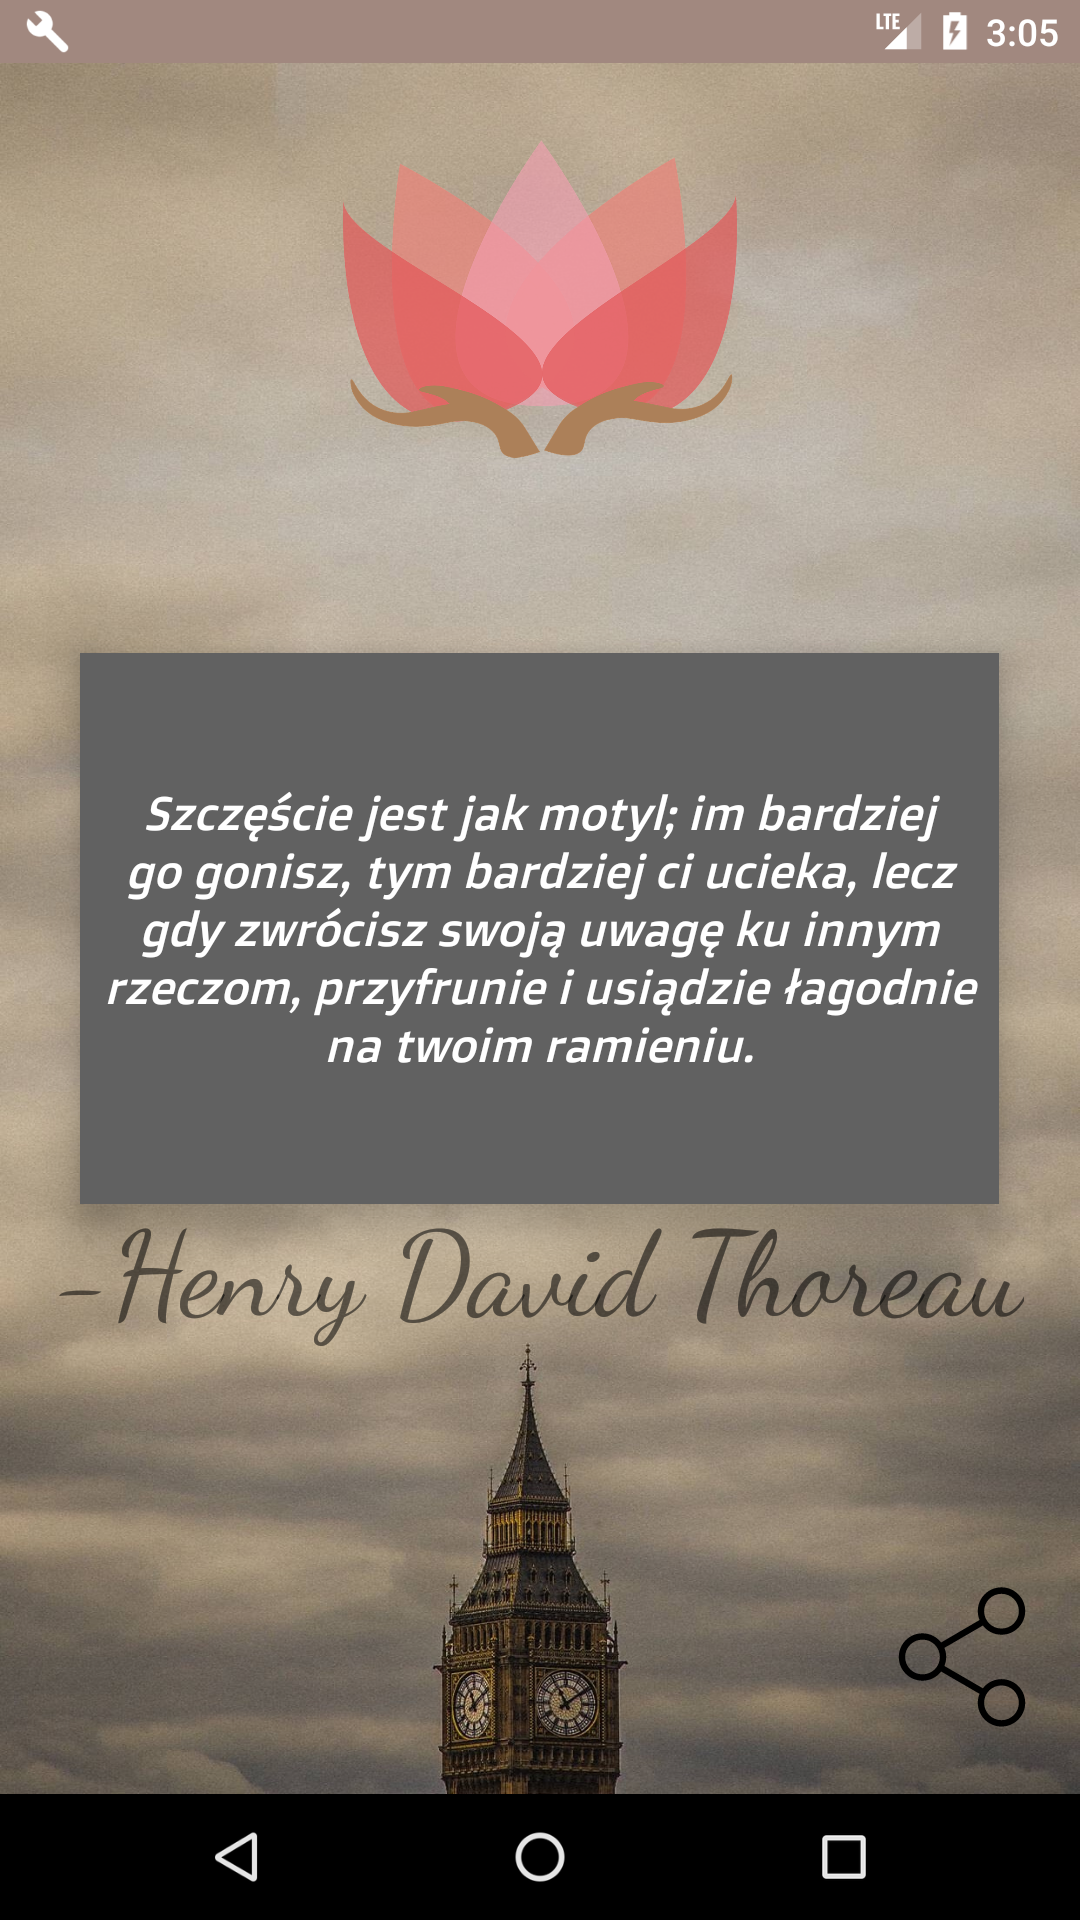 LTE 3:05
Szczęście jest jak motyl; im bardziej
go gonisz, tym bardziej ci ucieka, lecz
gdy zwrócisz swoją uwagę ku innym
rzeczom, przyfrunie i usiądzie łagodnie
na twoim ramieniu.
-Henry David Thoreau